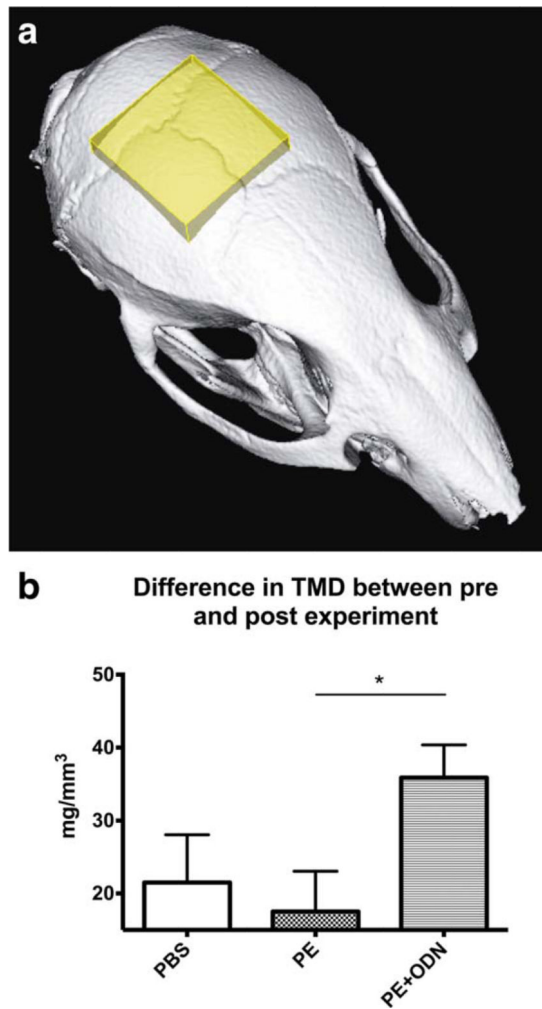 a
b
Difference in TMD between pre
and post experiment
50
40
30
20
mg/mm³
*
PBS
PE
PE+ODN